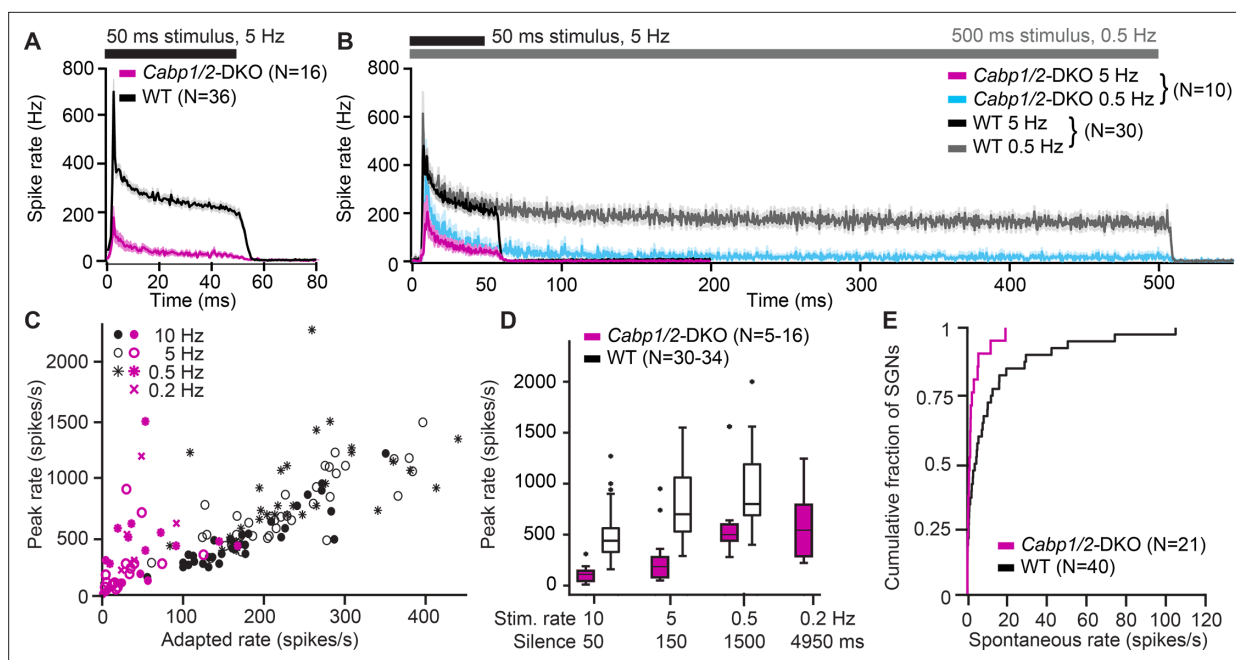 A
50 ms stimulus, 5 Hz
Cabp1/2-DKO (N=16)
WT (N=36)
Spike rate (Hz)
800
600
400
200
0
0 20 40 60 80
Time (ms)
B
50 ms stimulus, 5 Hz
500 ms stimulus, 0.5 Hz
Cabp1/2-DKO 5 Hz
Cabp1/2-DKO 0.5 Hz
(N=10)
WT 5 Hz
WT 0.5 Hz
(N=30)
Spike rate (Hz)
800
600
400
200
0
0 50 100 200 300 400 500
Time (ms)
C
10 Hz
5 Hz
0.5 Hz
0.2 Hz
Peak rate (spikes/s)
2000
1500
1000
500
0
0 100 200 300 400
Adapted rate (spikes/s)
D
Cabp1/2-DKO (N=5-16)
WT (N=30-34)
Peak rate (spikes/s)
2000
1500
1000
500
0
Stim. rate 10 5 0.5 0.2 Hz
Silence 50 150 1500 4950 ms
E
Cumulative fraction of SGNs
1
0.75
0.5
0.25
Cabp1/2-DKO (N=21)
WT (N=40)
0 20 40 60 80 100 120
Spontaneous rate (spikes/s)